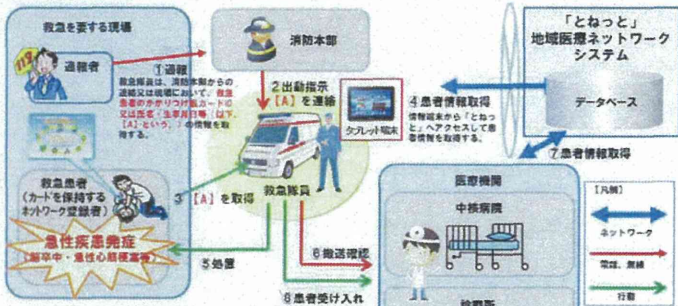 救急を要する現場
通報者
①通報
救急隊員は、消防本部からの
連絡又は現場において、救急
患者のかかりつけ医カードID
又は氏名・生年月日等（以下、
【A】という。）の情報を取
得する。
消防本部
2出動指示
【A】を連絡
タブレット端末
「とねっと」
地域医療ネットワーク
システム
データベース
4患者情報取得
情報端末から「とねっ
と」へアクセスして患
者情報を取得する。
⑦患者情報取得
救急患者
（カードを保持する
ネットワーク登録者）
3【A】を取得
救急隊員
急性疾患発症
（脳卒中・急性心筋梗塞等）
⑤処置
⑥搬送確認
8患者受け入れ
医療機関
中核病院
診療所
【凡例】
ネットワーク
電話、無線
行動